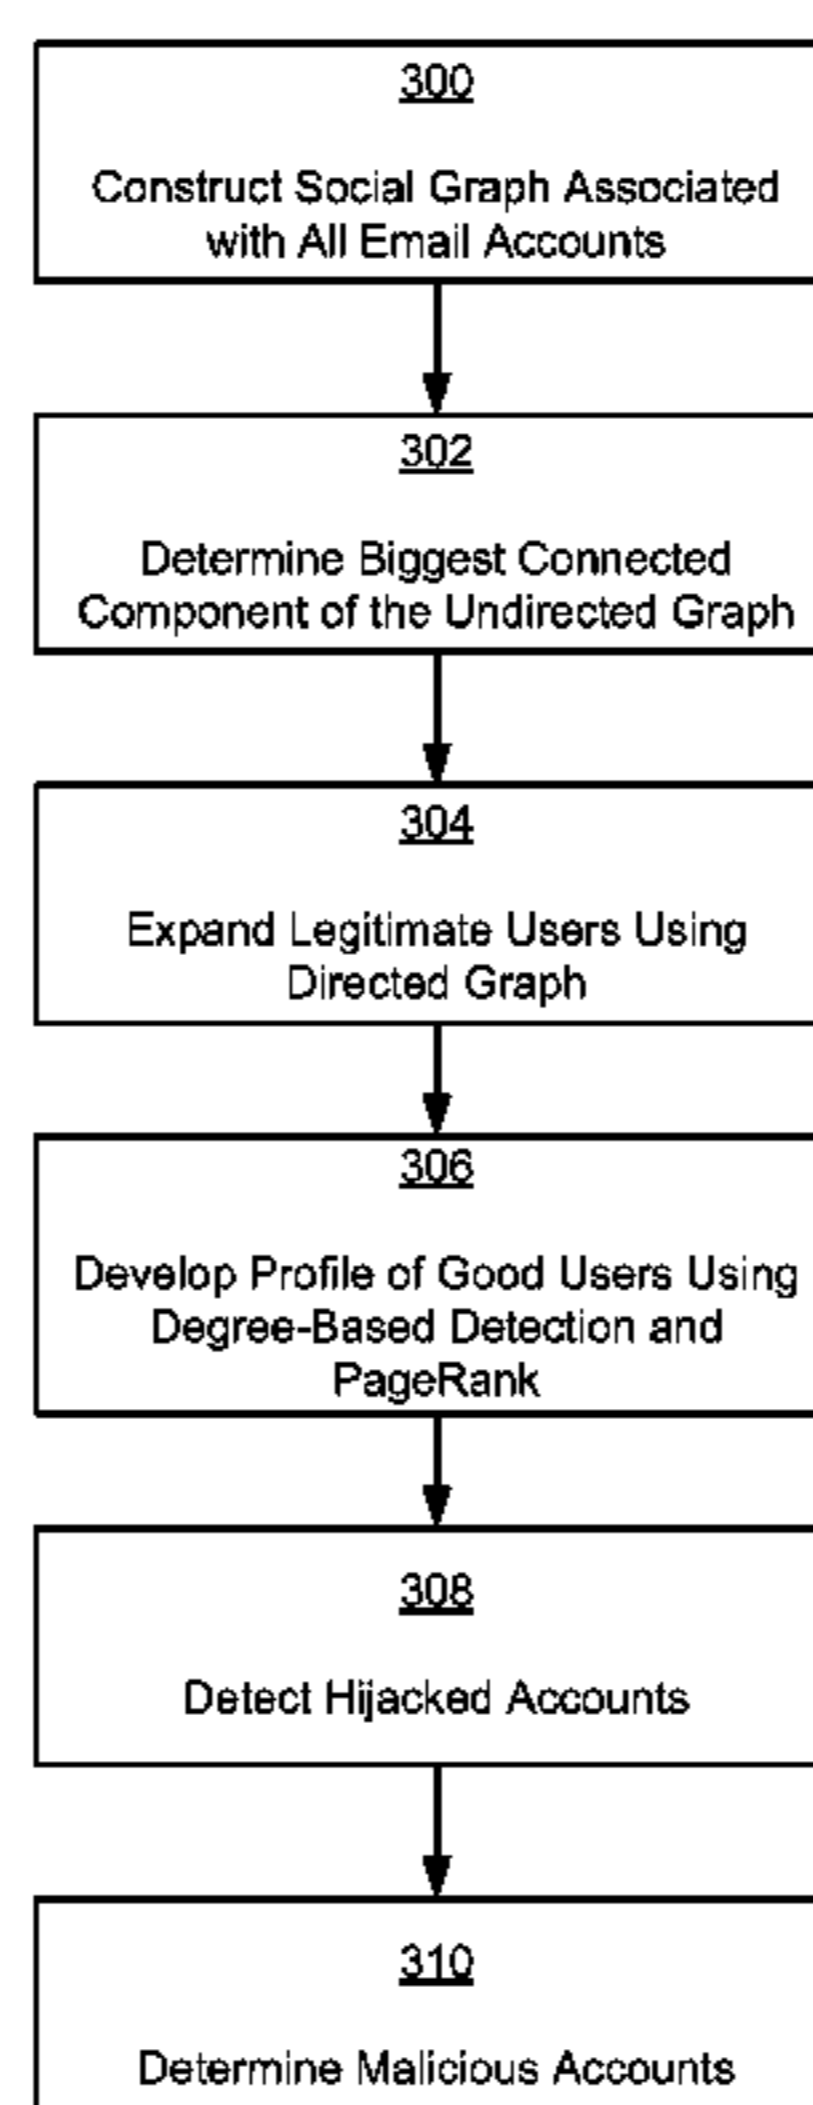 300
Construct Social Graph Associated
with All Email Accounts
302
Determine Biggest Connected
Component of the Undirected Graph
304
Expand Legitimate Users Using
Directed Graph
306
Develop Profile of Good Users Using
Degree-Based Detection and
PageRank
308
Detect Hijacked Accounts
310
Determine Malicious Accounts